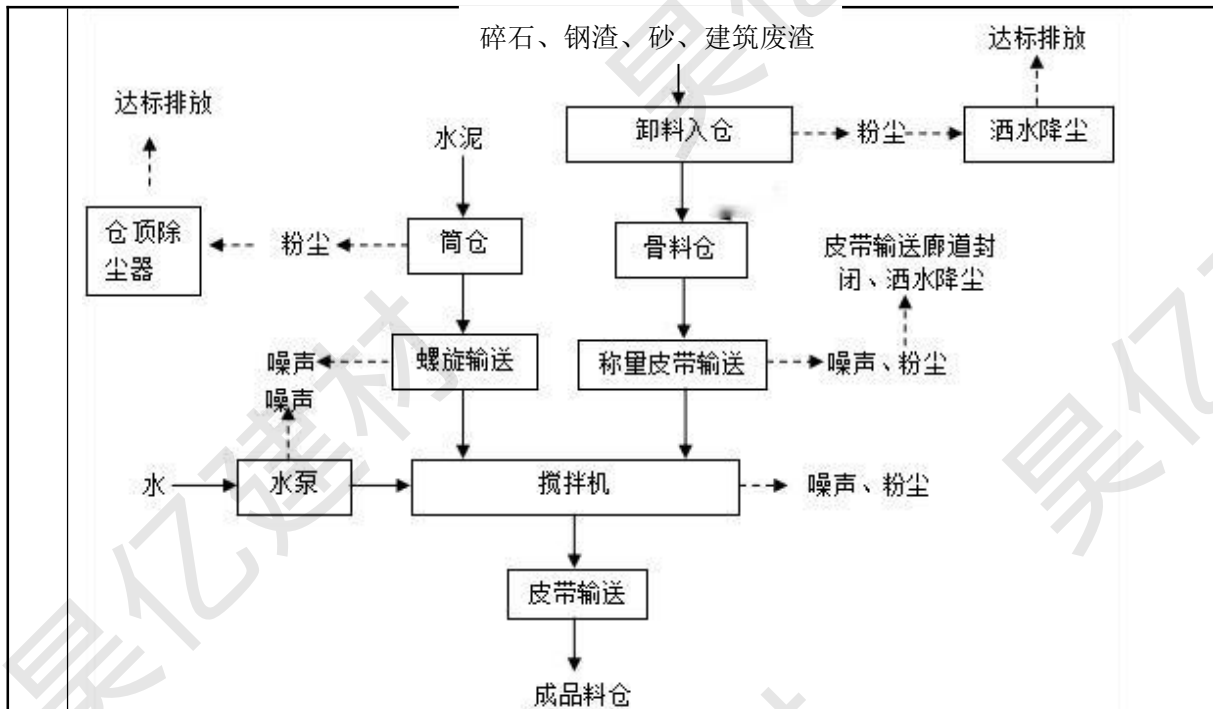 碎石、钢渣、砂、建筑废渣
达标排放
达标排放
卸料入仓
粉尘
洒水降尘
水泥
仓顶除
尘器
粉尘
筒仓
骨料仓
皮带输送廊道封
闭、洒水降尘
噪声
螺旋输送
称量皮带输送
噪声、粉尘
噪声
水
水泵
搅拌机
噪声、粉尘
皮带输送
成品料仓
昊亿建材